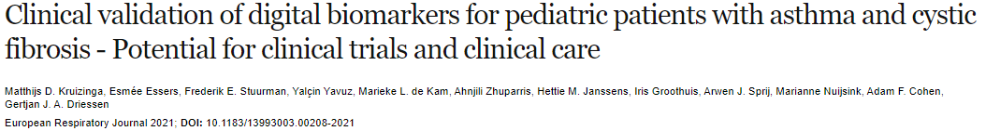 Clinical validation of digital biomarkers for pediatric patients with asthma and cystic
fibrosis - Potential for clinical trials and clinical care
Matthijs D. Kruizinga, Esmée Essers, Frederik E. Stuurman, Yalçin Yavuz, Marieke L. de Kam, Ahnjili Zhuparris, Hettie M. Janssens, Iris Groothuis, Arwen J. Sprij, Marianne Nuijsink, Adam F. Cohen,
Gertjan J. A. Driessen
European Respiratory Journal 2021; DOI: 10.1183/13993003.00208-2021